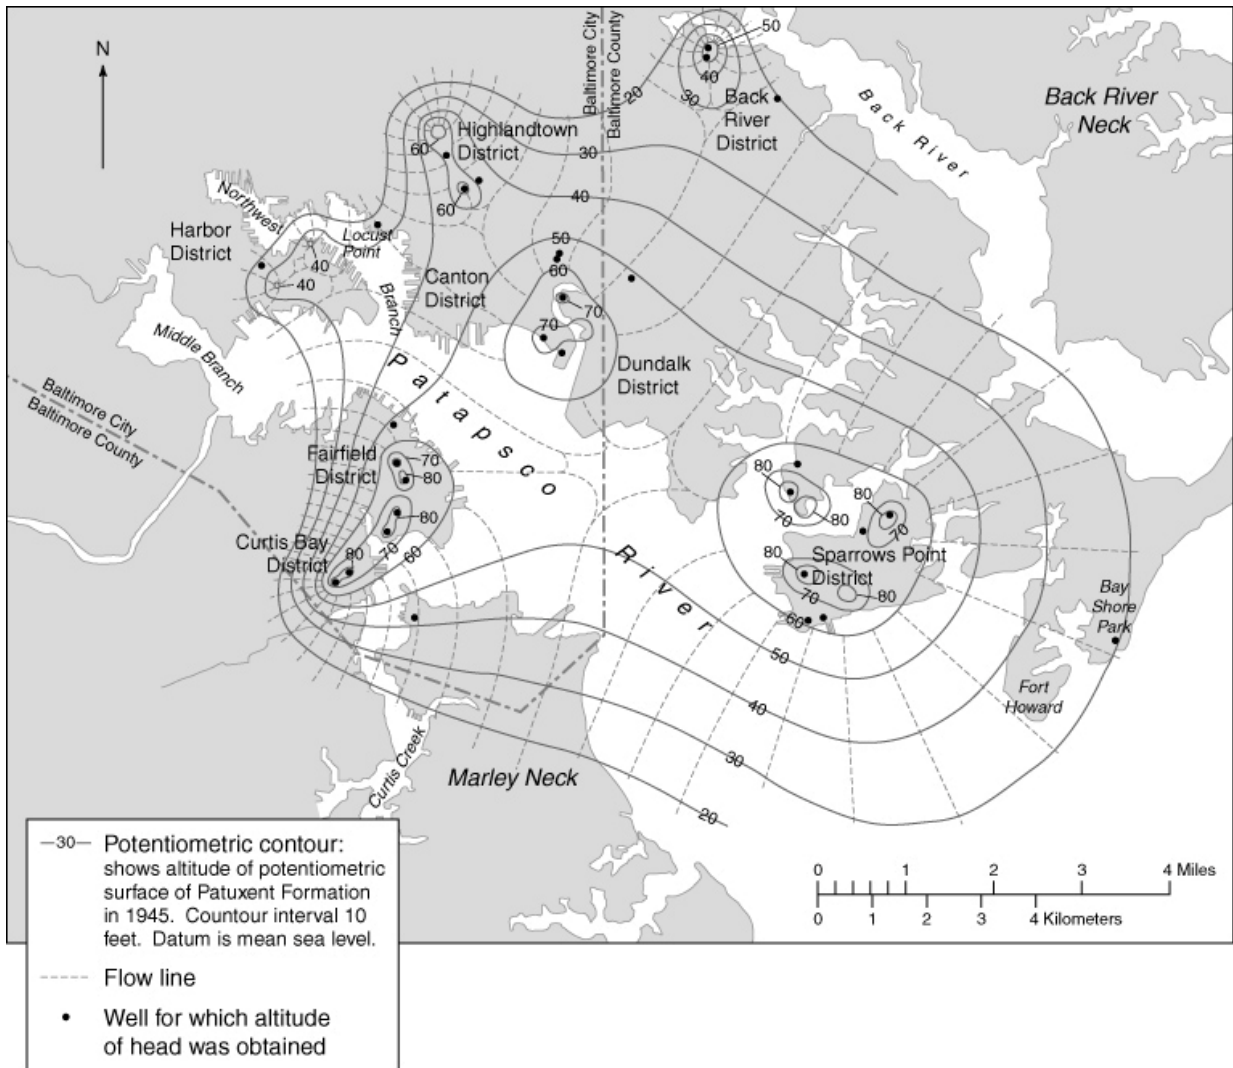 N
Baltimore City
Baltimore County
50
40
30
20
Back
River
District
Back River
Back River
Neck
60
Highlandtown
District
60
30
40
Northwest
Harbor
District
Locust
Point
40
40
Canton
District
Branch
50
60
70
70
Middle Branch
Dundalk
District
Baltimore City
Baltimore County
Patapsco
River
Fairfield
District
70
80
80
Curtis Bay
District
80
70
60
80
70
80
80
70
80
Sparrows Point
District
70
80
60
50
40
30
20
Bay
Shore
Park
Fort
Howard
Curtis Creek
Marley Neck
0 1 2 3 4 Miles
0 1 2 3 4 Kilometers
30 Potentiometric contour:
shows altitude of potentiometric
surface of Patuxent Formation
in 1945. Countour interval 10
feet. Datum is mean sea level.
Flow line
Well for which altitude
of head was obtained